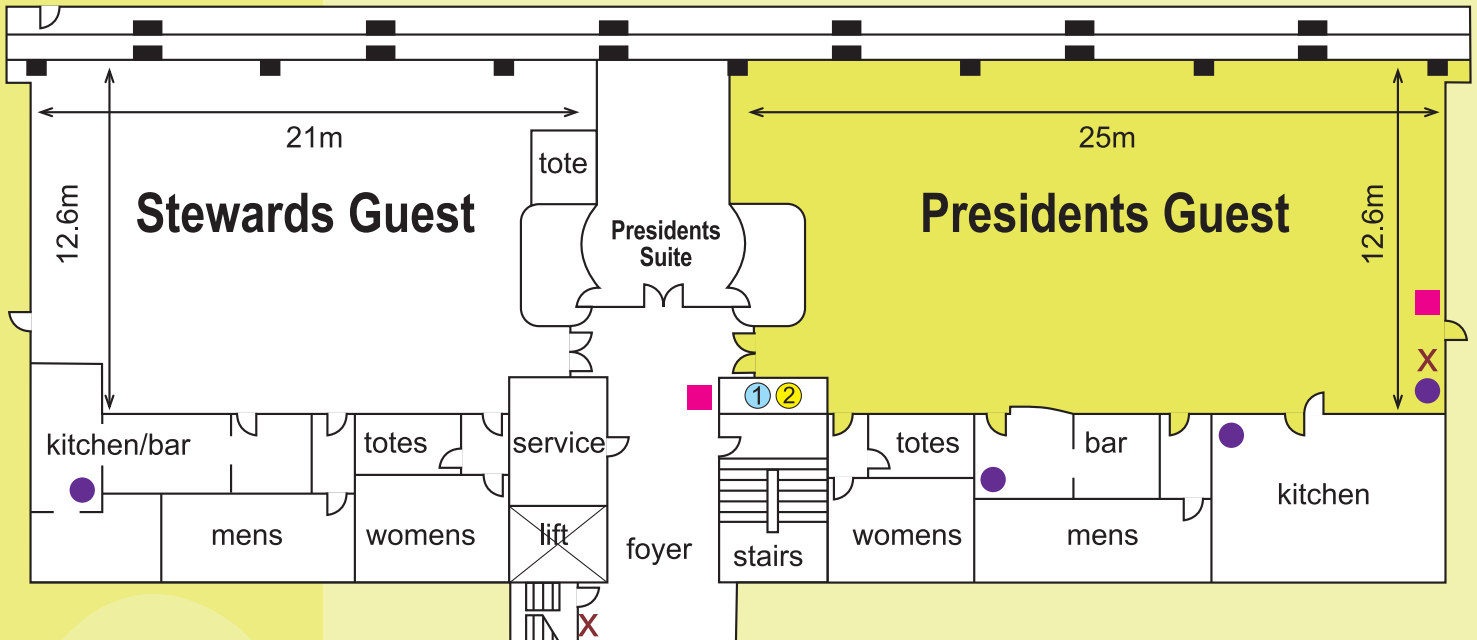 21m
25m
tote
12.6m
Stewards Guest
Presidents
Suite
Presidents Guest
12.6m
X
1 2
kitchen/bar
totes
service
totes
bar
kitchen
mens
womens
lift
foyer
stairs
womens
mens
X